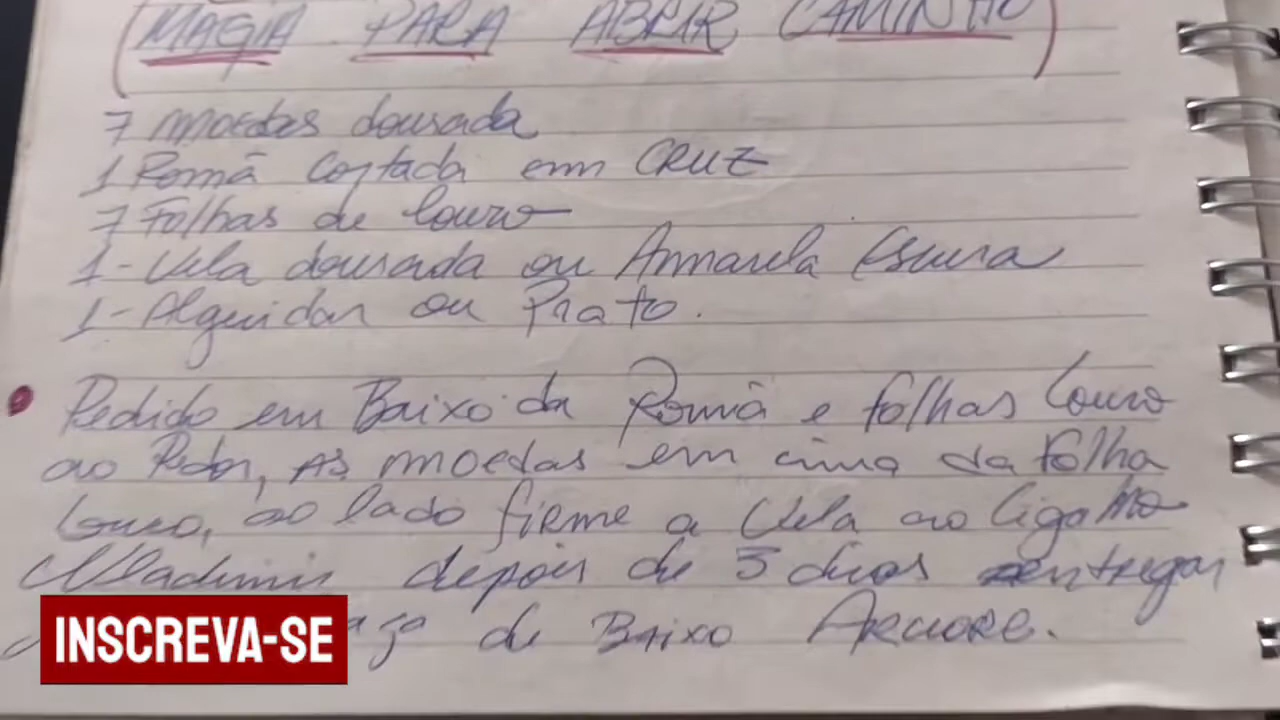 MAGIA PARA ABRIR CAMINHO
7 moedas dourada
1 Romã Cortada em CRUZ
7 Folhas de louro
1 - Vela dourada ou Amarela Escura
1 - Alguidar ou Prato.
Pedido em Baixo da Romã e folhas Louro
ao Redor, As moedas em cima da Folha
Louro, ao lado firme a Vela ao Cigano
Wladimir depois de 3 dias entregar
de Baixo Arvore.
INSCREVA-SE